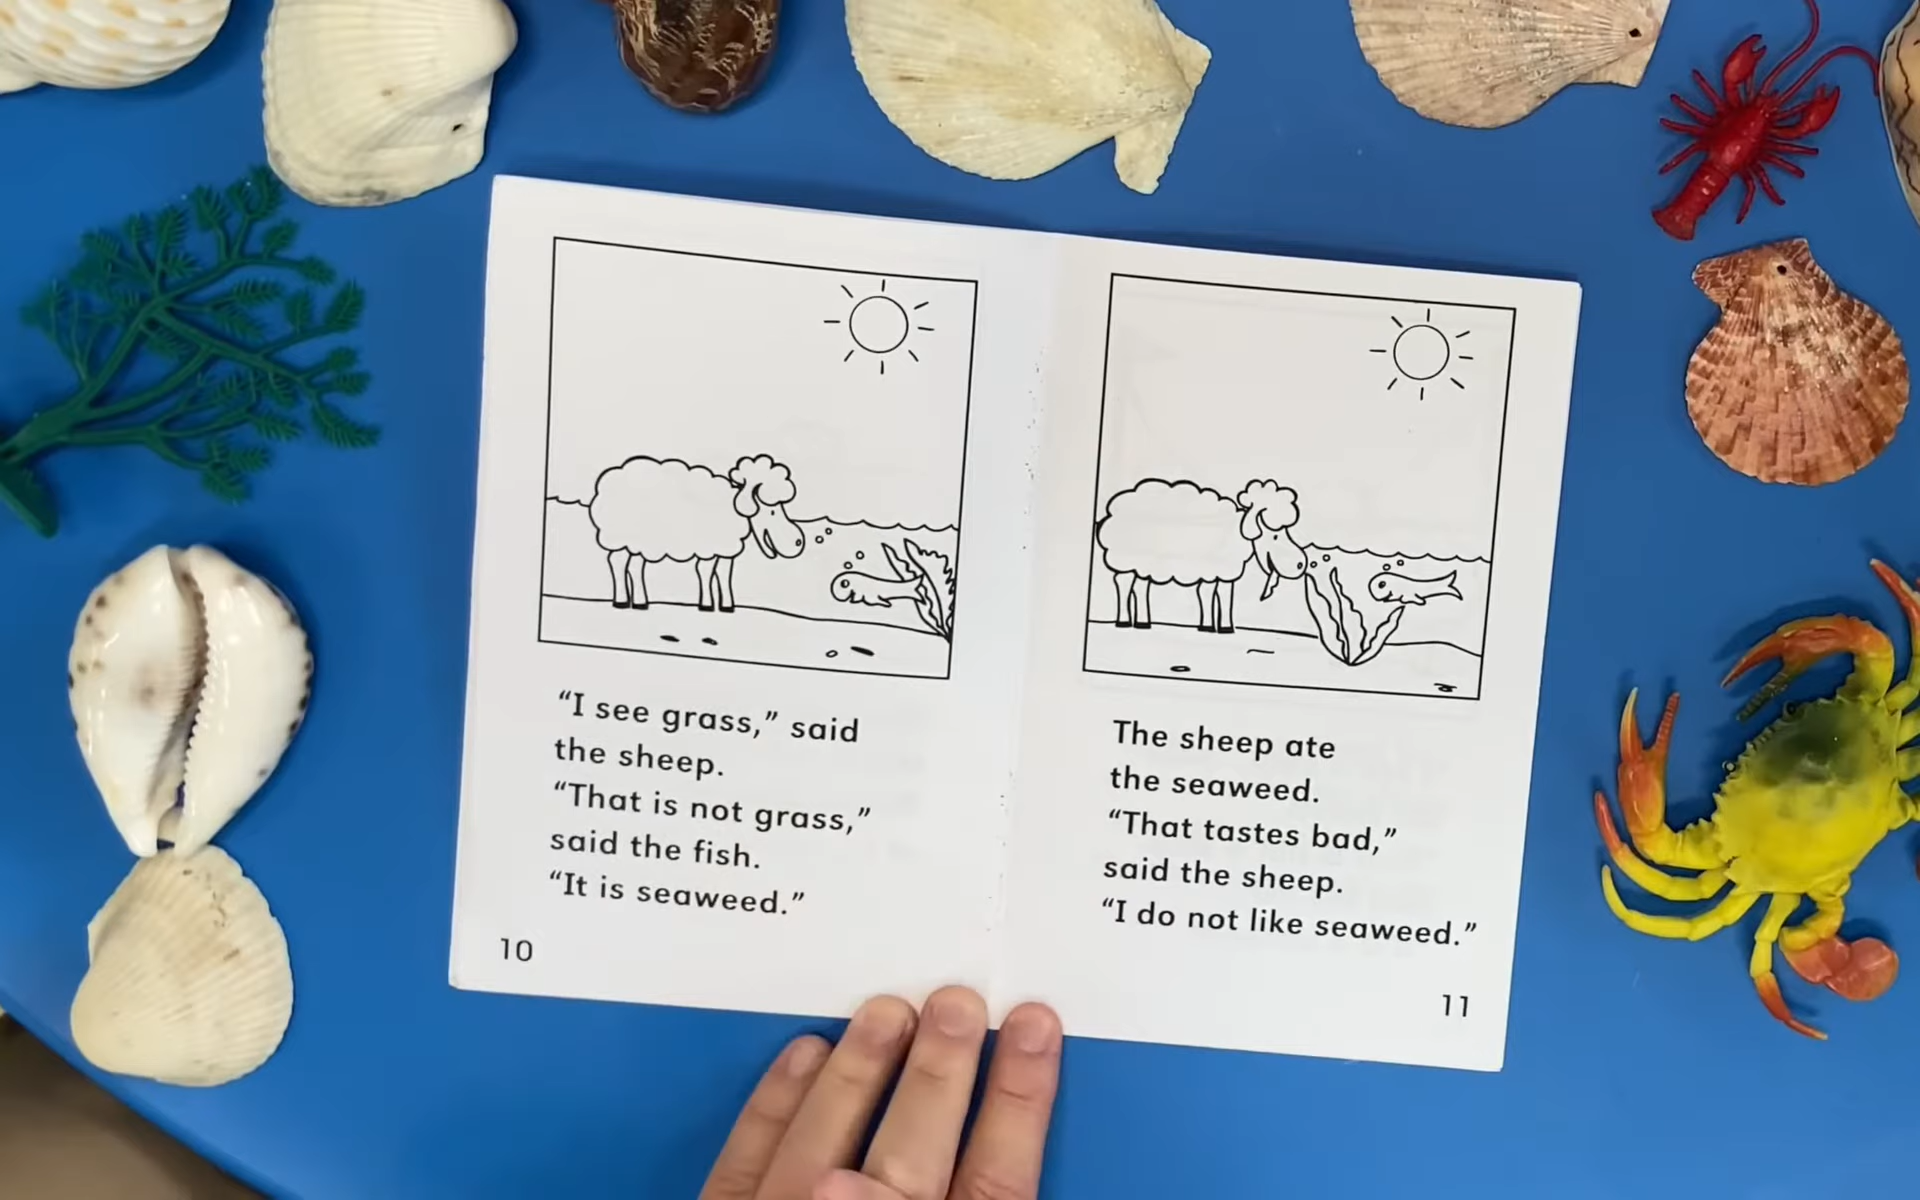 “I see grass,” said
the sheep.
“That is not grass,”
said the fish.
“It is seaweed.”
10
The sheep ate
the seaweed.
“That tastes bad,”
said the sheep.
“I do not like seaweed.”
11